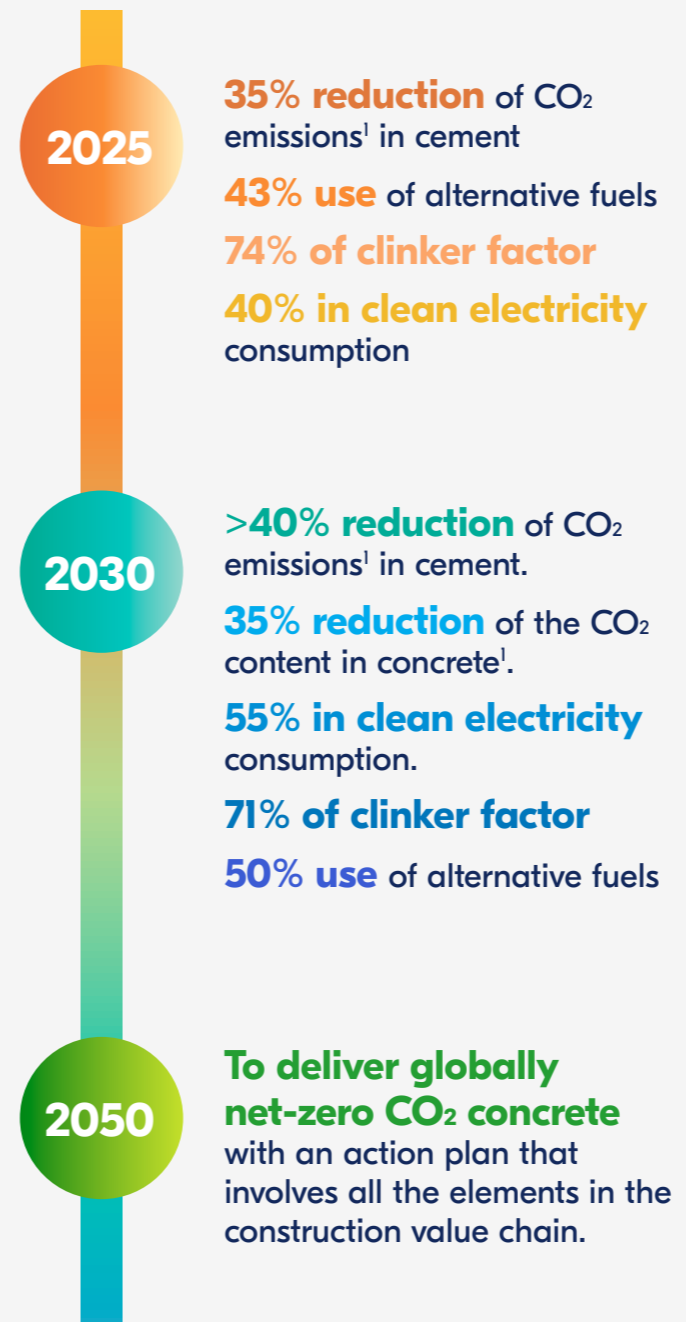 2025
35% reduction of CO₂
emissions¹ in cement
43% use of alternative fuels
74% of clinker factor
40% in clean electricity
consumption
2030
>40% reduction of CO₂
emissions¹ in cement.
35% reduction of the CO₂
content in concrete¹.
55% in clean electricity
consumption.
71% of clinker factor
50% use of alternative fuels
2050
To deliver globally
net-zero CO₂ concrete
with an action plan that
involves all the elements in the
construction value chain.